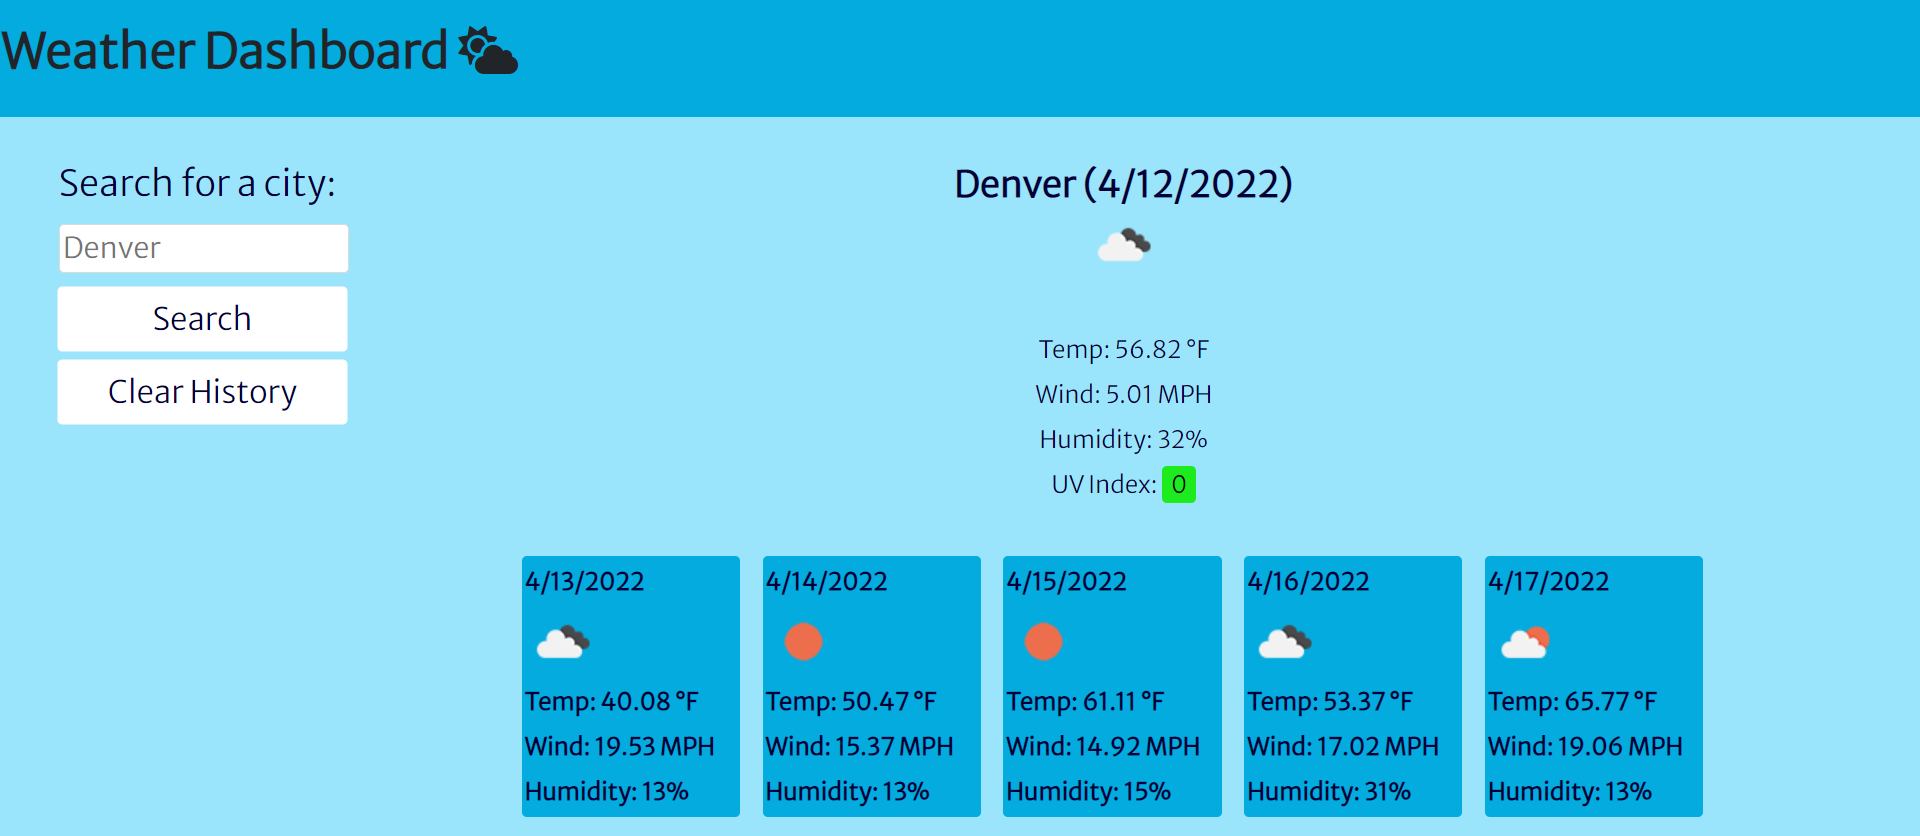 Weather Dashboard
Search for a city:
Denver
Search
Clear History
Denver (4/12/2022)
Temp: 56.82 °F
Wind: 5.01 MPH
Humidity: 32%
UV Index: 0
4/13/2022
Temp: 40.08 °F
Wind: 19.53 MPH
Humidity: 13%
4/14/2022
Temp: 50.47 °F
Wind: 15.37 MPH
Humidity: 13%
4/15/2022
Temp: 61.11 °F
Wind: 14.92 MPH
Humidity: 15%
4/16/2022
Temp: 53.37 °F
Wind: 17.02 MPH
Humidity: 31%
4/17/2022
Temp: 65.77 °F
Wind: 19.06 MPH
Humidity: 13%